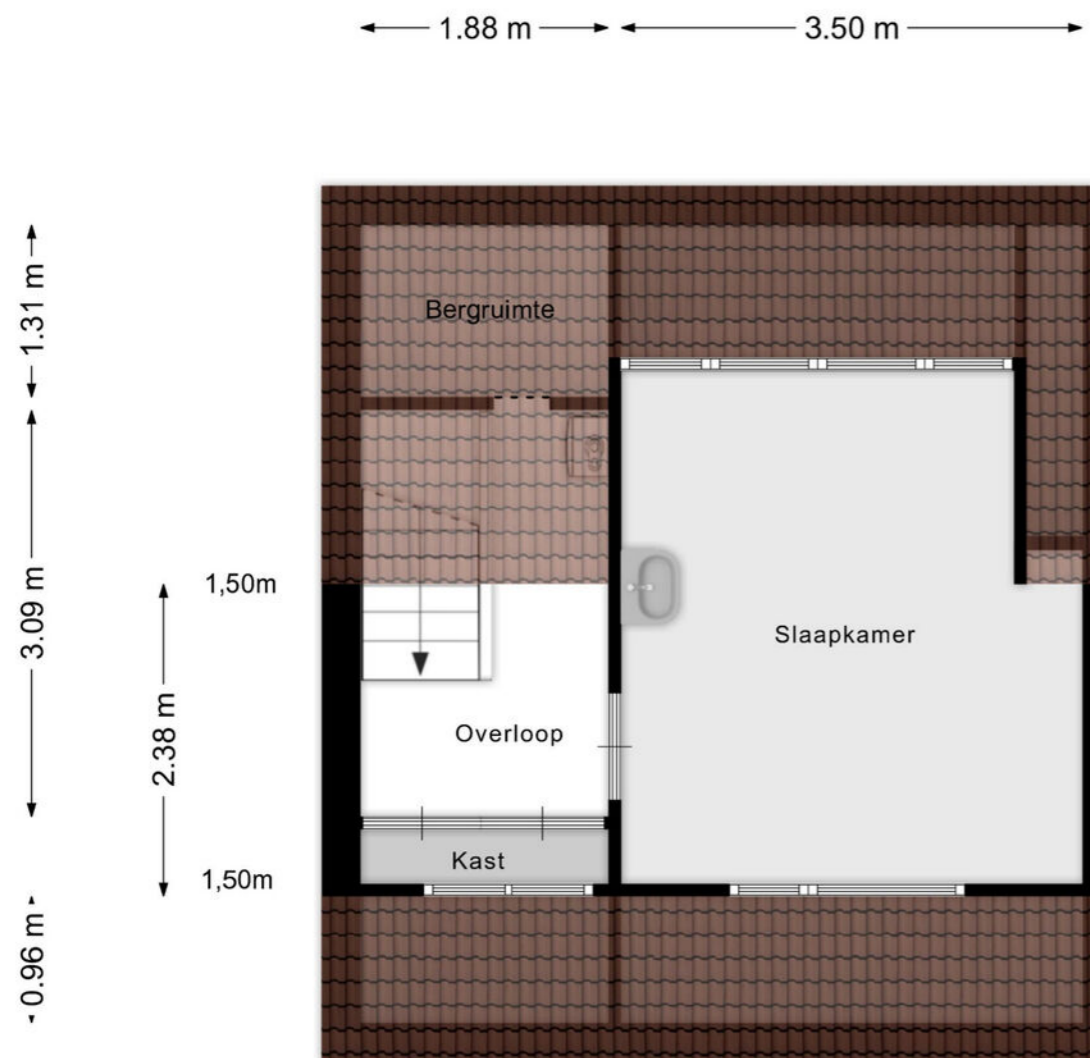 1.88 m
3.50 m
1.31 m
Bergruimte
3.09 m
1,50m
Slaapkamer
2.38 m
Overloop
Kast
1,50m
0.96 m